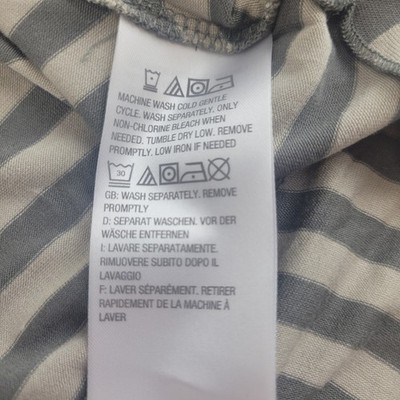 MACHINE WASH COLD GENTLE
CYCLE. WASH SEPARATELY. ONLY
NON-CHLORINE BLEACH WHEN
NEEDED. TUMBLE DRY LOW. REMOVE
PROMPTLY. LOW IRON IF NEEDED
30
GB: WASH SEPARATELY. REMOVE
PROMPTLY
D: SEPARAT WASCHEN. VOR DER
WÄSCHE ENTFERNEN
I: LAVARE SEPARATAMENTE.
RIMUOVERE SUBITO DOPO IL
LAVAGGIO
F: LAVER SÉPARÉMENT. RETIRER
RAPIDEMENT DE LA MACHINE À
LAVER